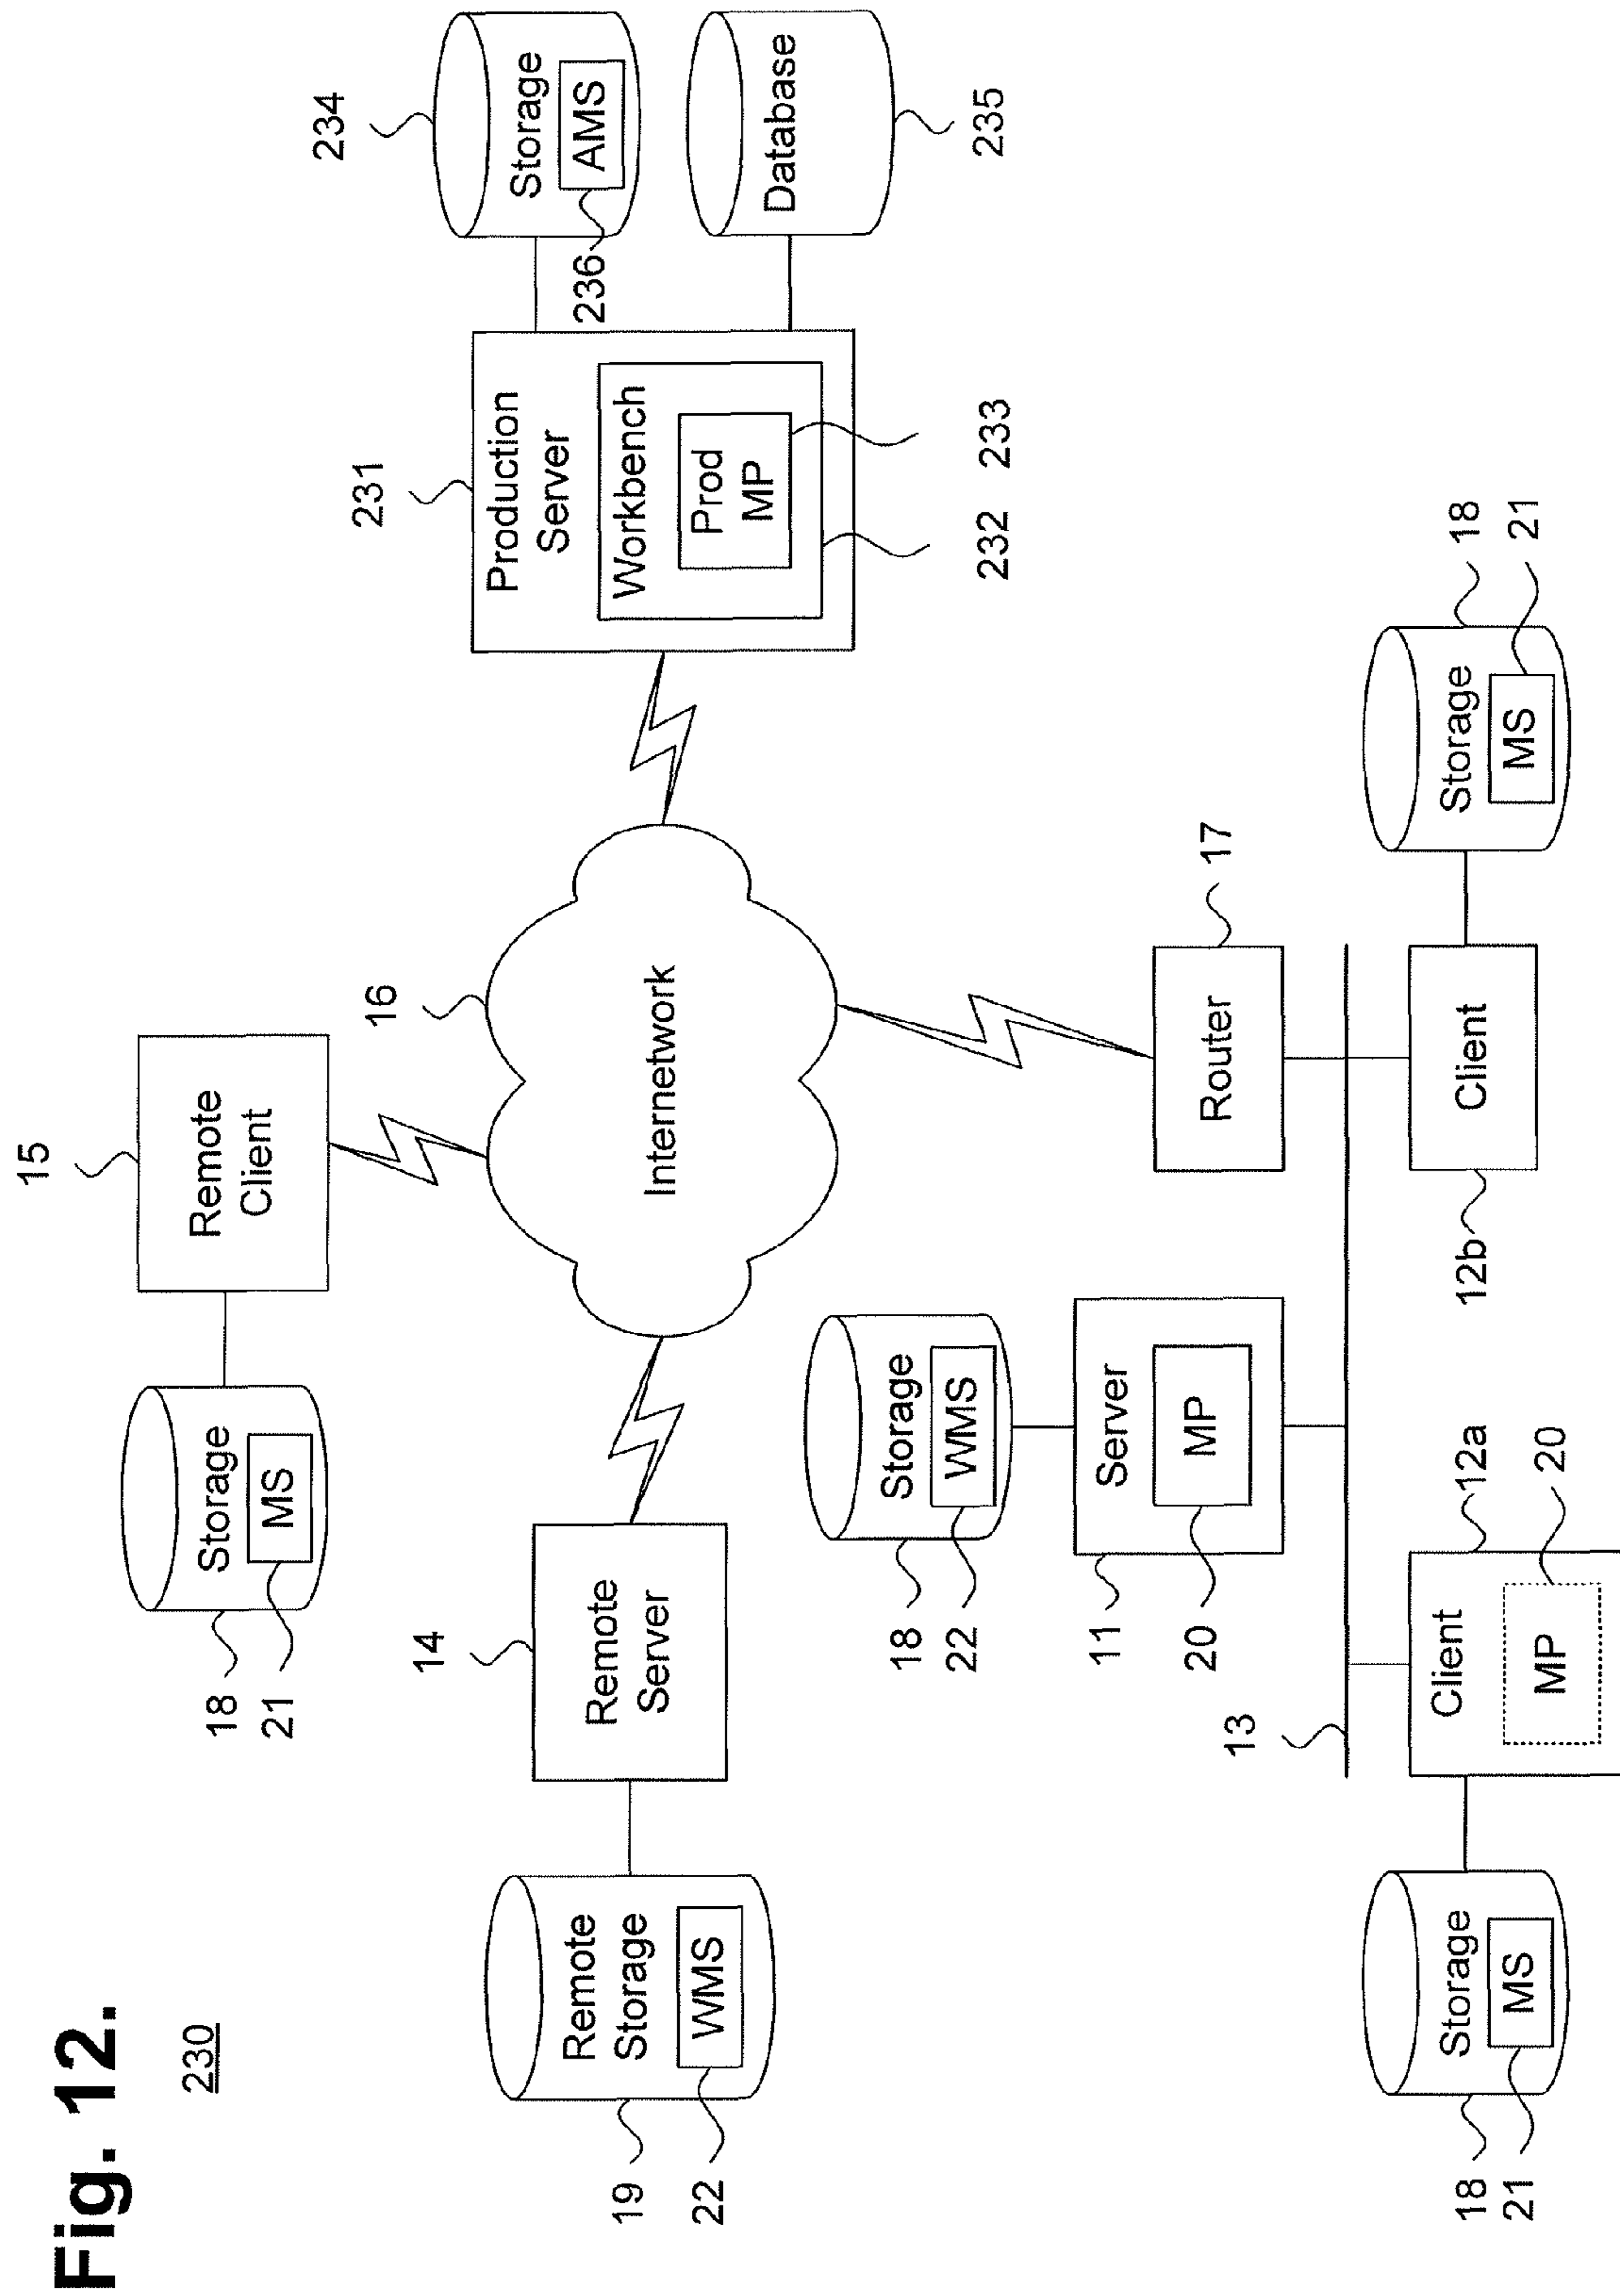 Fig. 12.
230
15
Remote
Client
Storage
MS
18
21
234
Storage
AMS
236
Database
235
231
Production
Server
Workbench
Prod
MP
232
233
16
Internetwork
14
Remote
Server
Remote
Storage
WMS
19
22
Storage
WMS
18
22
Server
MP
11
20
Router
17
13
Client
12b
Storage
MS
18
21
Client
MP
12a
20
Storage
MS
18
21